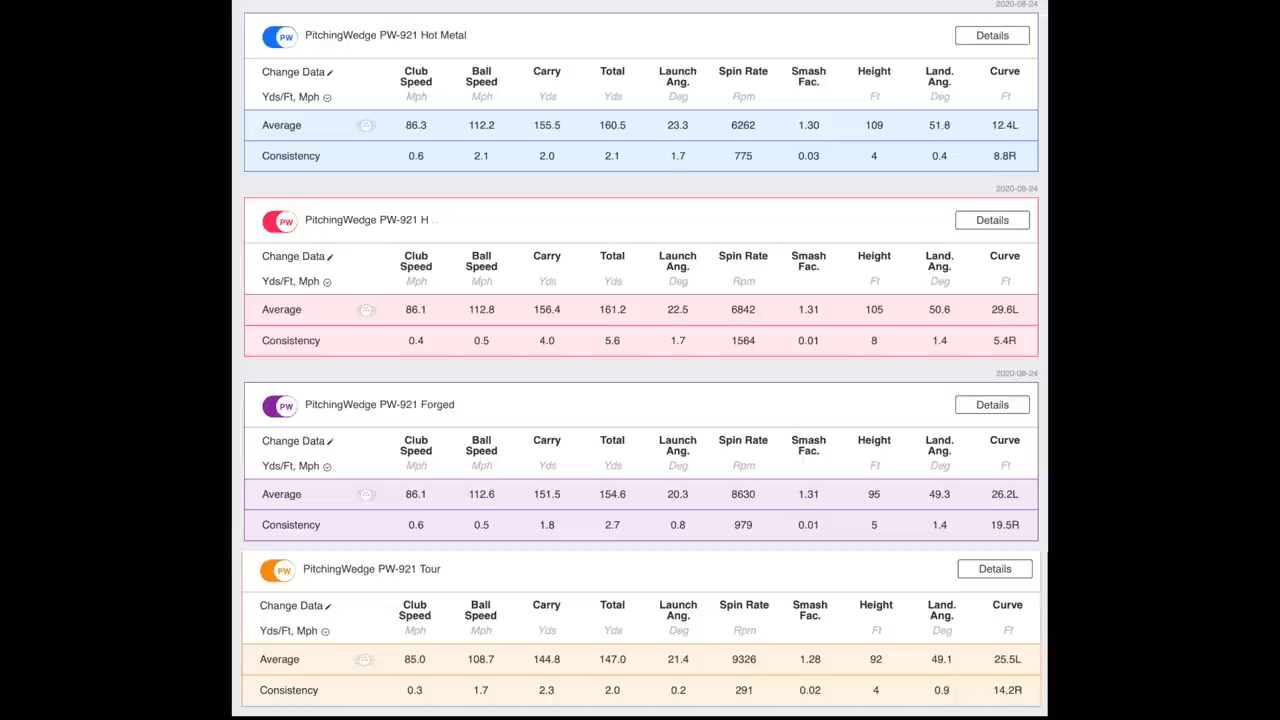 2020-08-24
PW PitchingWedge PW-921 Hot Metal Details
Change Data Club Speed Ball Speed Carry Total Launch Ang. Spin Rate Smash Fac. Height Land. Ang. Curve
Yds/Ft, Mph Mph Mph Yds Yds Deg Rpm Ft Deg Ft
Average 86.3 112.2 155.5 160.5 23.3 6262 1.30 109 51.8 12.4L
Consistency 0.6 2.1 2.0 2.1 1.7 775 0.03 4 0.4 8.8R
2020-08-24
PW PitchingWedge PW-921 H .. Details
Change Data Club Speed Ball Speed Carry Total Launch Ang. Spin Rate Smash Fac. Height Land. Ang. Curve
Yds/Ft, Mph Mph Mph Yds Yds Deg Rpm Ft Deg Ft
Average 86.1 112.8 156.4 161.2 22.5 6842 1.31 105 50.6 29.6L
Consistency 0.4 0.5 4.0 5.6 1.7 1564 0.01 8 1.4 5.4R
2020-08-24
PW PitchingWedge PW-921 Forged Details
Change Data Club Speed Ball Speed Carry Total Launch Ang. Spin Rate Smash Fac. Height Land. Ang. Curve
Yds/Ft, Mph Mph Mph Yds Yds Deg Rpm Ft Deg Ft
Average 86.1 112.6 151.5 154.6 20.3 8630 1.31 95 49.3 26.2L
Consistency 0.6 0.5 1.8 2.7 0.8 979 0.01 5 1.4 19.5R
PW PitchingWedge PW-921 Tour Details
Change Data Club Speed Ball Speed Carry Total Launch Ang. Spin Rate Smash Fac. Height Land. Ang. Curve
Yds/Ft, Mph Mph Mph Yds Yds Deg Rpm Ft Deg Ft
Average 85.0 108.7 144.8 147.0 21.4 9326 1.28 92 49.1 25.5L
Consistency 0.3 1.7 2.3 2.0 0.2 291 0.02 4 0.9 14.2R